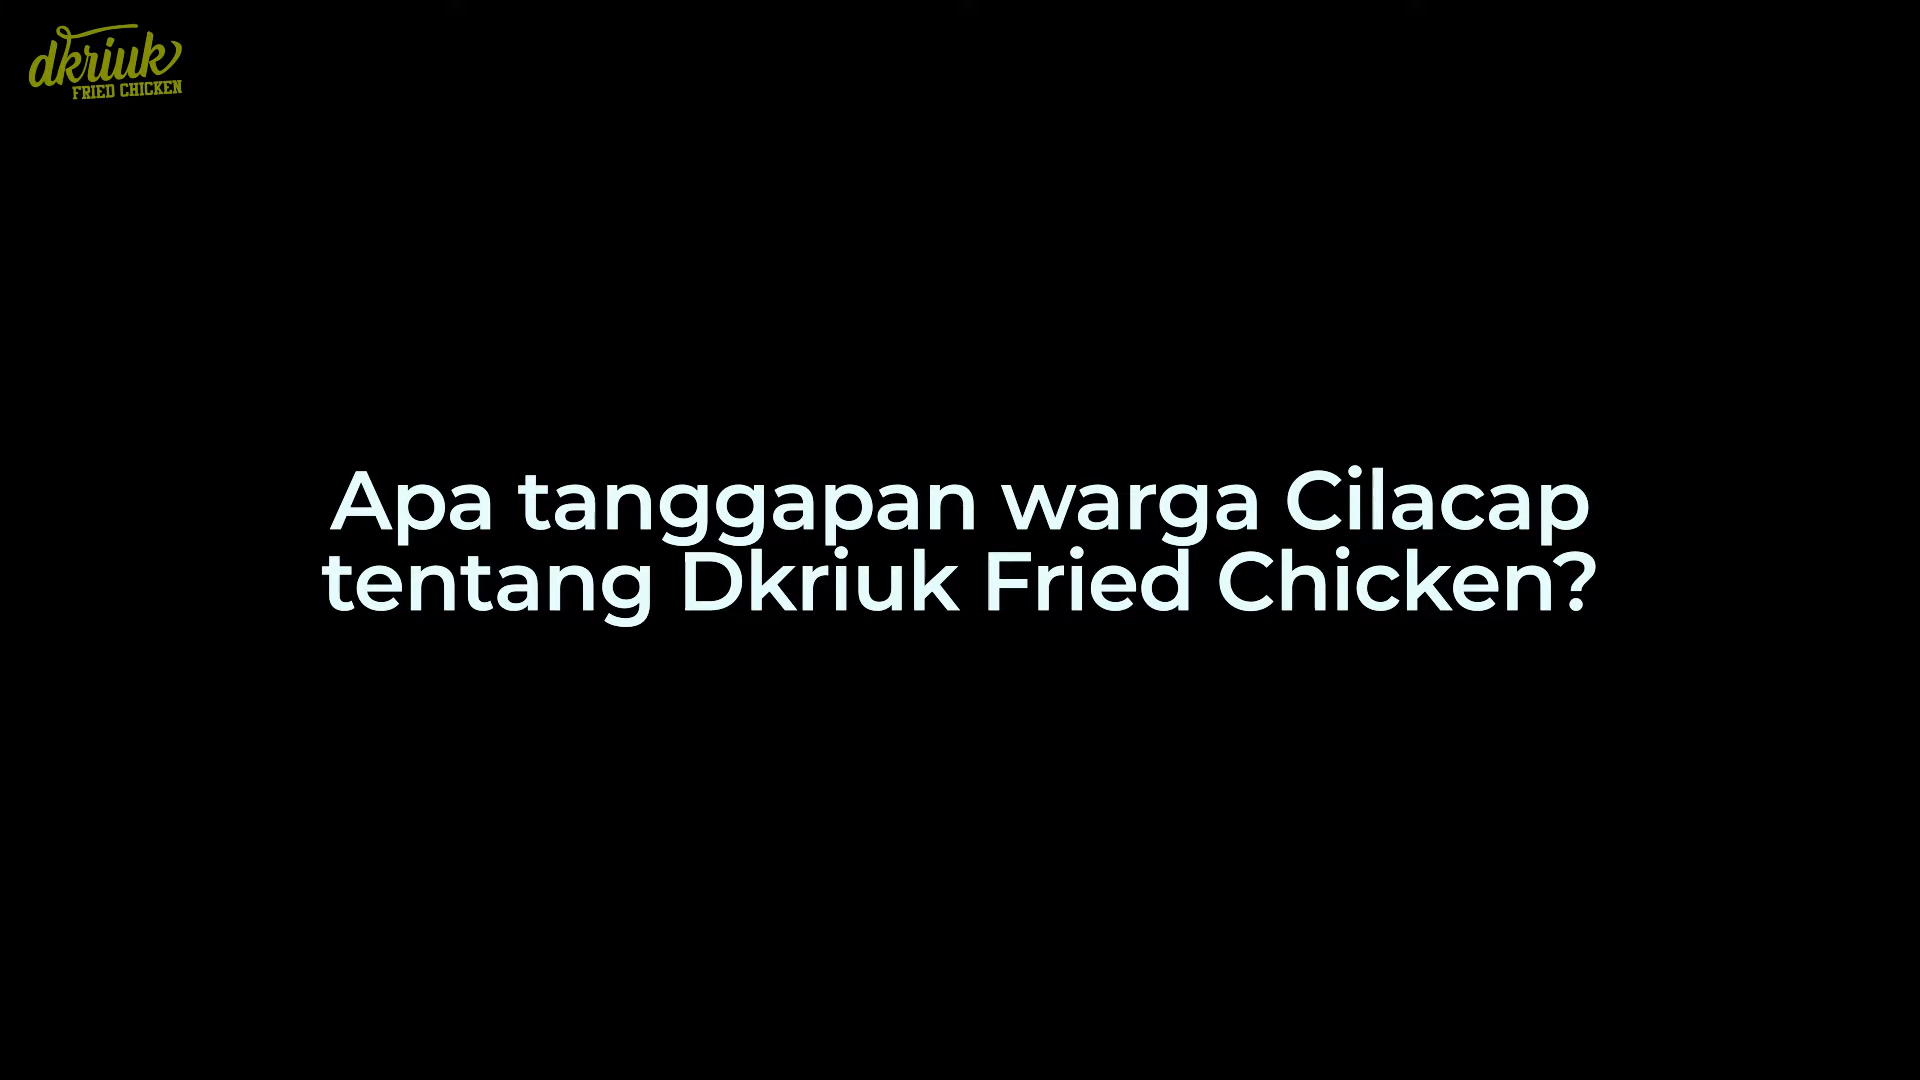 dkriuk
FRIED CHICKEN
Apa tanggapan warga Cilacap
tentang Dkriuk Fried Chicken?